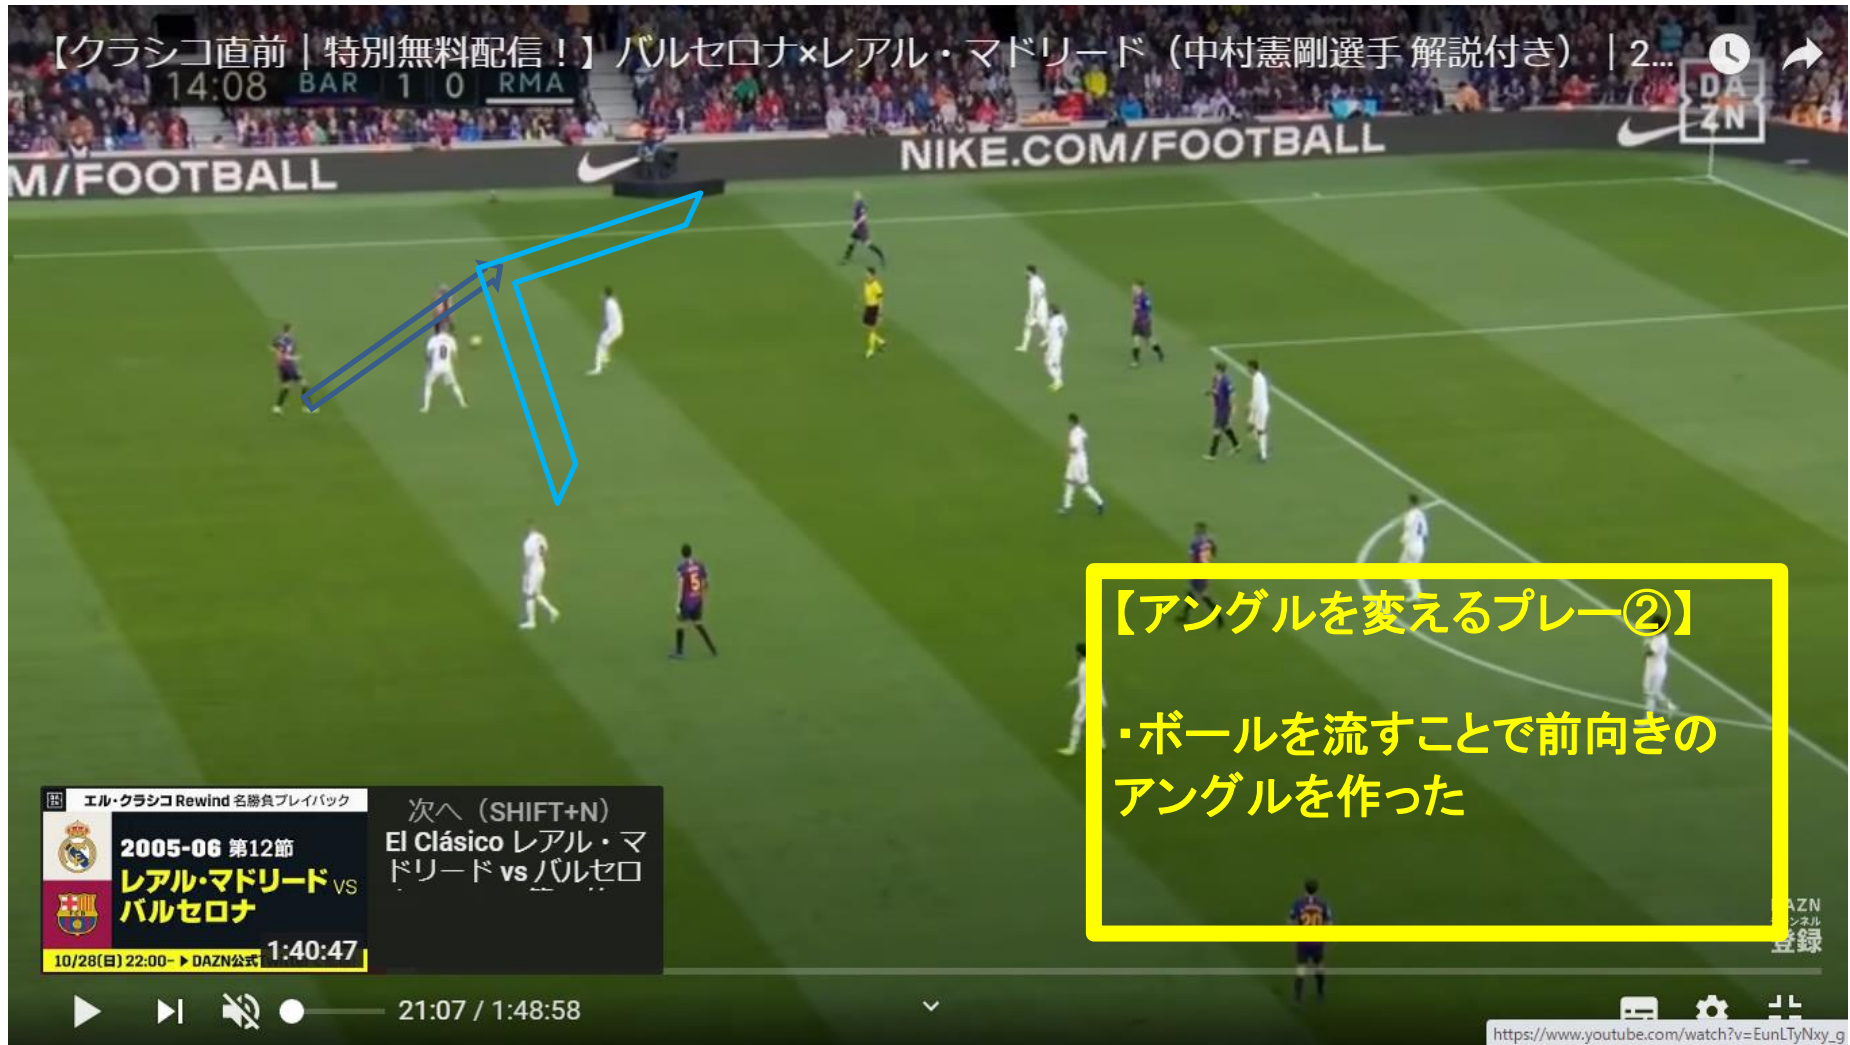 【クラシコ直前｜特別無料配信！】バルセロナ×レアル・マドリード（中村憲剛選手 解説付き）｜2...
14:08 BAR 1 0 RMA
DAZN
M/FOOTBALL
NIKE.COM/FOOTBALL
8
5
【アングルを変えるプレー②】
・ボールを流すことで前向きの
アングルを作った
エル・クラシコ Rewind 名勝負プレイバック
2005-06 第12節
レアル・マドリード VS
バルセロナ
10/28(日) 22:00- ▶ DAZN公式
1:40:47
次へ（SHIFT+N）
El Clásico レアル・マ
ドリード vs バルセロ
20
登録
21:07 / 1:48:58
https://www.youtube.com/watch?v=EunLTyNxy_g